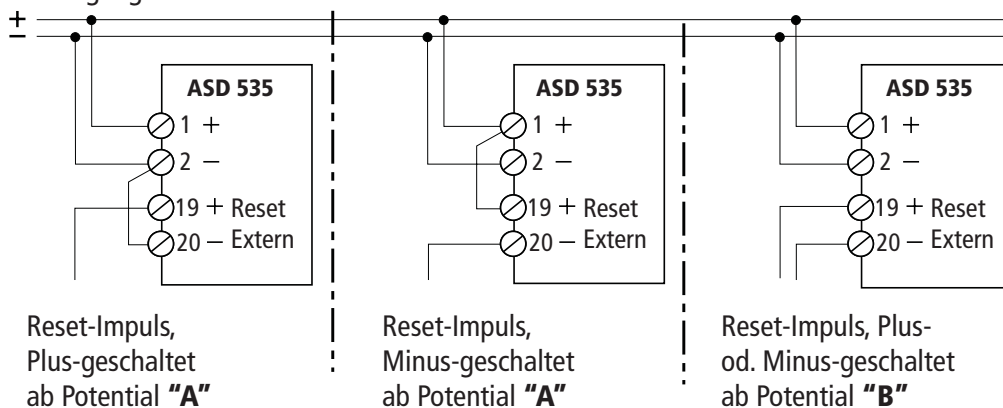 +
−
ASD 535
1 +
2 −
19 + Reset
20 − Extern
Reset-Impuls,
Plus-geschaltet
ab Potential “A”
ASD 535
1 +
2 −
19 + Reset
20 − Extern
Reset-Impuls,
Minus-geschaltet
ab Potential “A”
ASD 535
1 +
2 −
19 + Reset
20 − Extern
Reset-Impuls, Plus-
od. Minus-geschaltet
ab Potential “B”